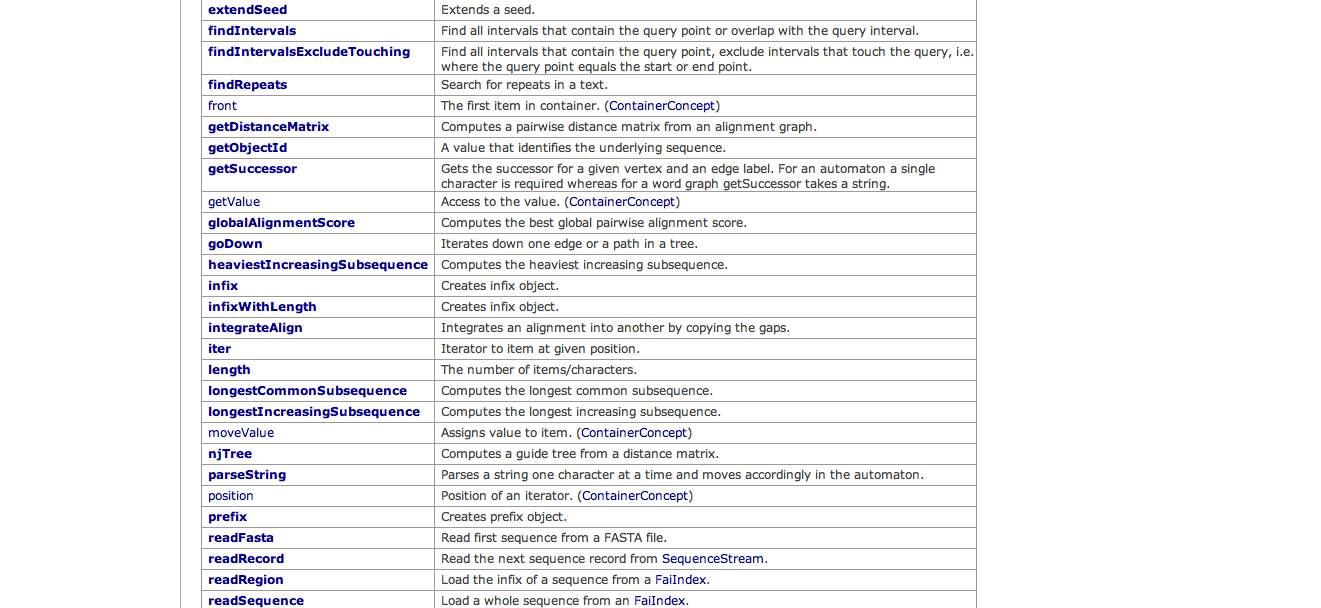 extendSeed Extends a seed.
findIntervals Find all intervals that contain the query point or overlap with the query interval.
findIntervalsExcludeTouching Find all intervals that contain the query point, exclude intervals that touch the query, i.e.
where the query point equals the start or end point.
findRepeats Search for repeats in a text.
front The first item in container. (ContainerConcept)
getDistanceMatrix Computes a pairwise distance matrix from an alignment graph.
getObjectId A value that identifies the underlying sequence.
getSuccessor Gets the successor for a given vertex and an edge label. For an automaton a single
character is required whereas for a word graph getSuccessor takes a string.
getValue Access to the value. (ContainerConcept)
globalAlignmentScore Computes the best global pairwise alignment score.
goDown Iterates down one edge or a path in a tree.
heaviestIncreasingSubsequence Computes the heaviest increasing subsequence.
infix Creates infix object.
infixWithLength Creates infix object.
integrateAlign Integrates an alignment into another by copying the gaps.
iter Iterator to item at given position.
length The number of items/characters.
longestCommonSubsequence Computes the longest common subsequence.
longestIncreasingSubsequence Computes the longest increasing subsequence.
moveValue Assigns value to item. (ContainerConcept)
njTree Computes a guide tree from a distance matrix.
parseString Parses a string one character at a time and moves accordingly in the automaton.
position Position of an iterator. (ContainerConcept)
prefix Creates prefix object.
readFasta Read first sequence from a FASTA file.
readRecord Read the next sequence record from SequenceStream.
readRegion Load the infix of a sequence from a FaiIndex.
readSequence Load a whole sequence from an FaiIndex.